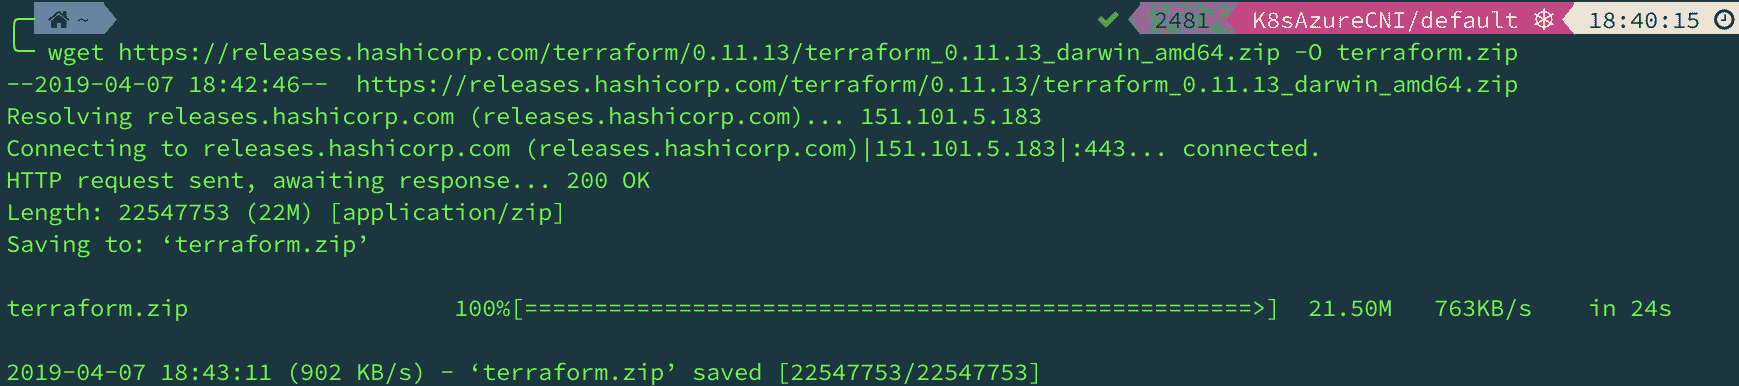 ~ 2481 K8sAzureCNI/default 18:40:15
wget https://releases.hashicorp.com/terraform/0.11.13/terraform_0.11.13_darwin_amd64.zip -O terraform.zip
--2019-04-07 18:42:46--  https://releases.hashicorp.com/terraform/0.11.13/terraform_0.11.13_darwin_amd64.zip
Resolving releases.hashicorp.com (releases.hashicorp.com)... 151.101.5.183
Connecting to releases.hashicorp.com (releases.hashicorp.com)|151.101.5.183|:443... connected.
HTTP request sent, awaiting response... 200 OK
Length: 22547753 (22M) [application/zip]
Saving to: ‘terraform.zip’
terraform.zip 100%[====================================================>] 21.50M 763KB/s in 24s
2019-04-07 18:43:11 (902 KB/s) - ‘terraform.zip’ saved [22547753/22547753]